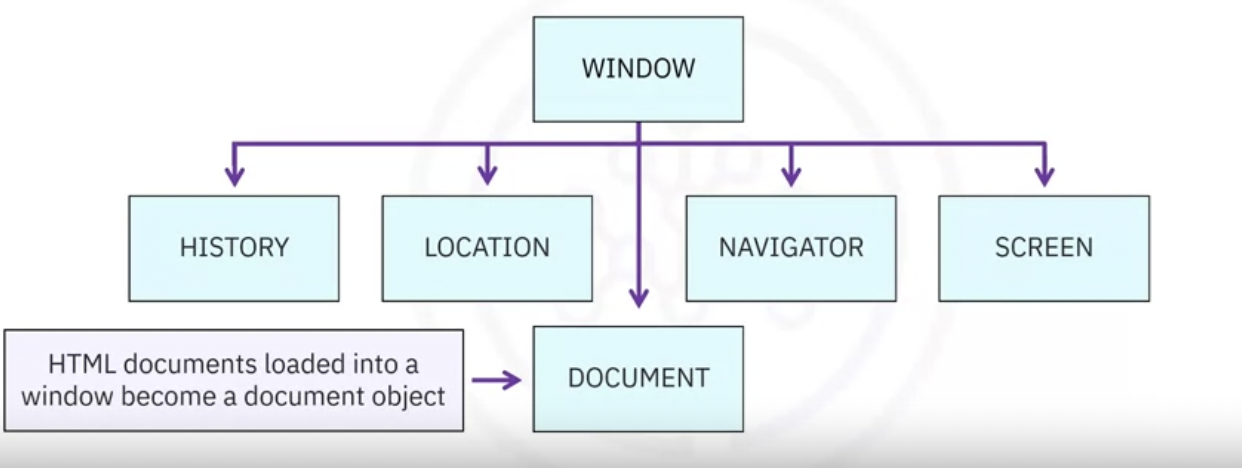 WINDOW
HISTORY
LOCATION
NAVIGATOR
SCREEN
HTML documents loaded into a
window become a document object
DOCUMENT